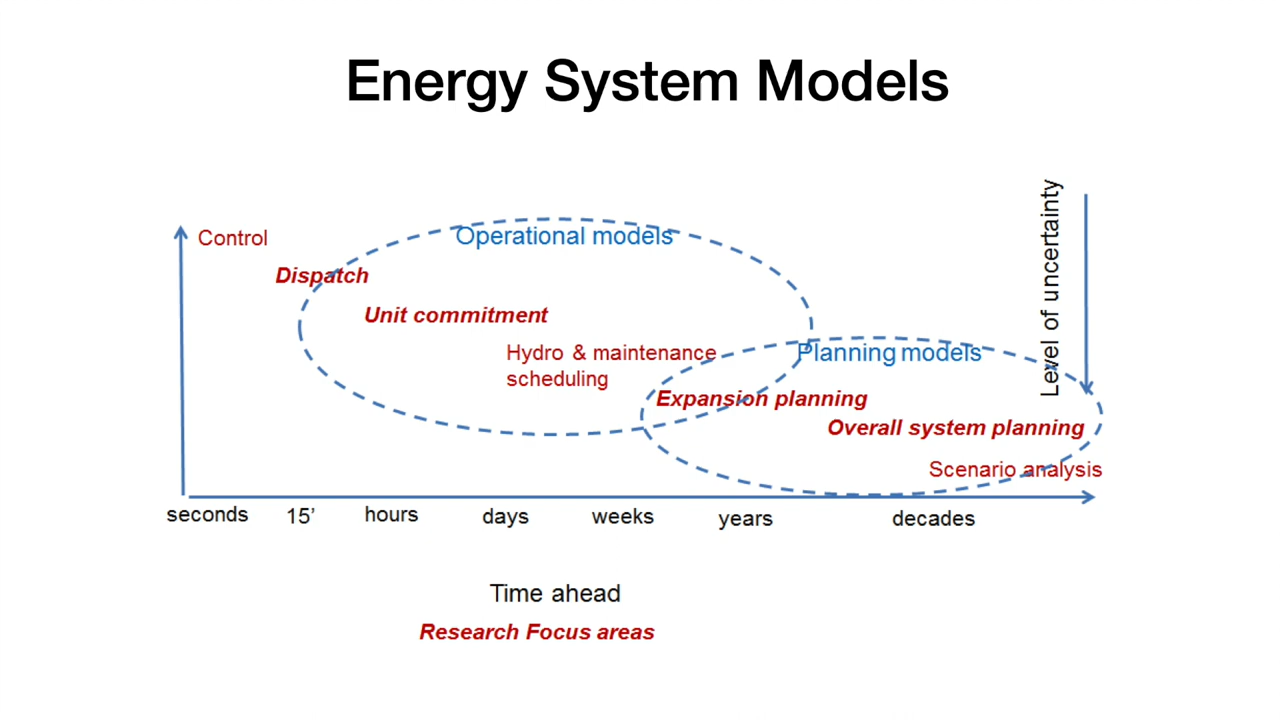 Energy System Models
Level of uncertainty
Control
Operational models
Dispatch
Unit commitment
Hydro & maintenance
scheduling
Planning models
Expansion planning
Overall system planning
Scenario analysis
seconds 15’ hours days weeks years decades
Time ahead
Research Focus areas